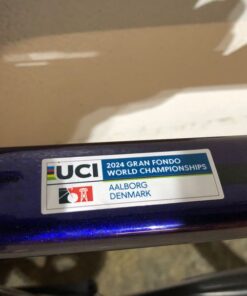 UCI
2024 GRAN FONDO
WORLD CHAMPIONSHIPS
AALBORG
DENMARK